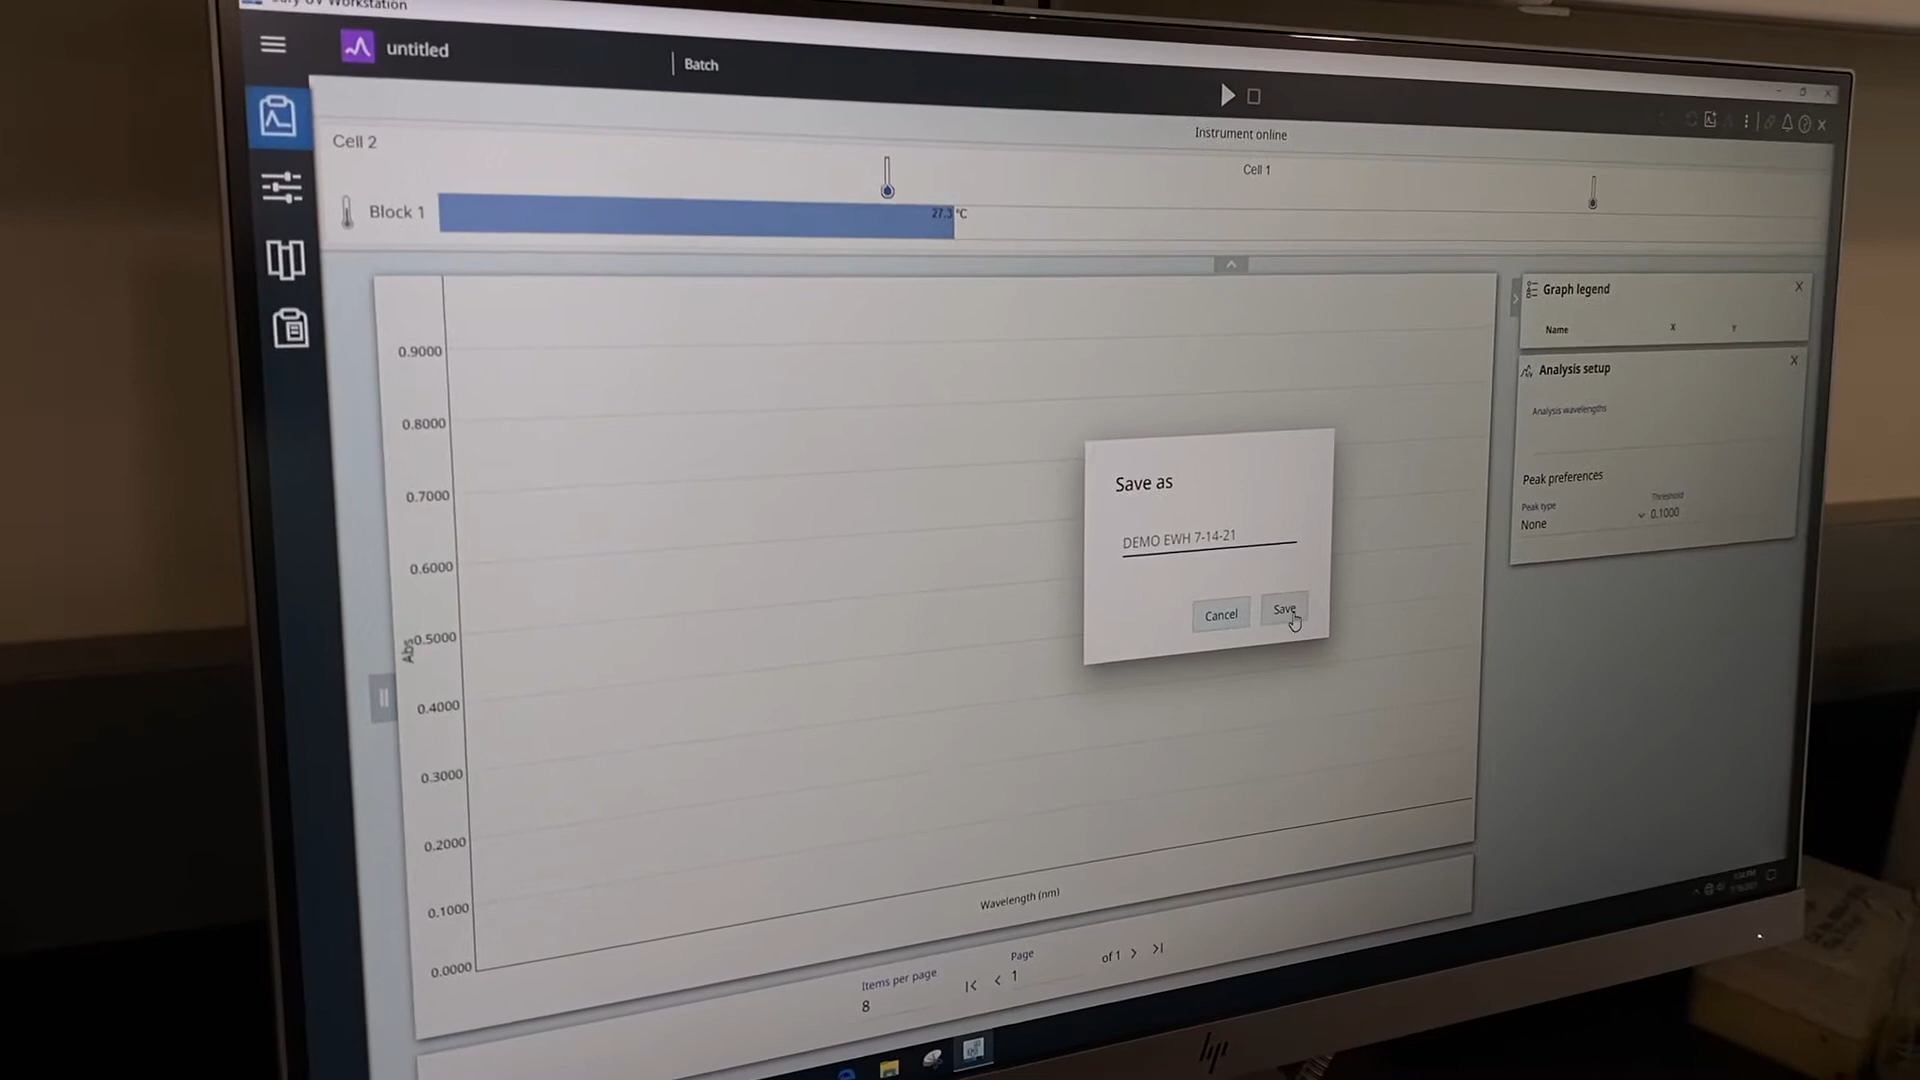 UV Workstation
untitled
Batch
Instrument online
Cell 2
Cell 1
Block 1
27.3 °C
Graph legend
Name X Y
Analysis setup
Analysis wavelengths
Peak preferences
Peak type
Threshold
None
0.1000
0.9000
0.8000
0.7000
0.6000
0.5000
0.4000
0.3000
0.2000
0.1000
0.0000
Abs
Wavelength (nm)
Save as
DEMO EWH 7-14-21
Cancel
Save
Items per page
8
Page
1
of 1
hp